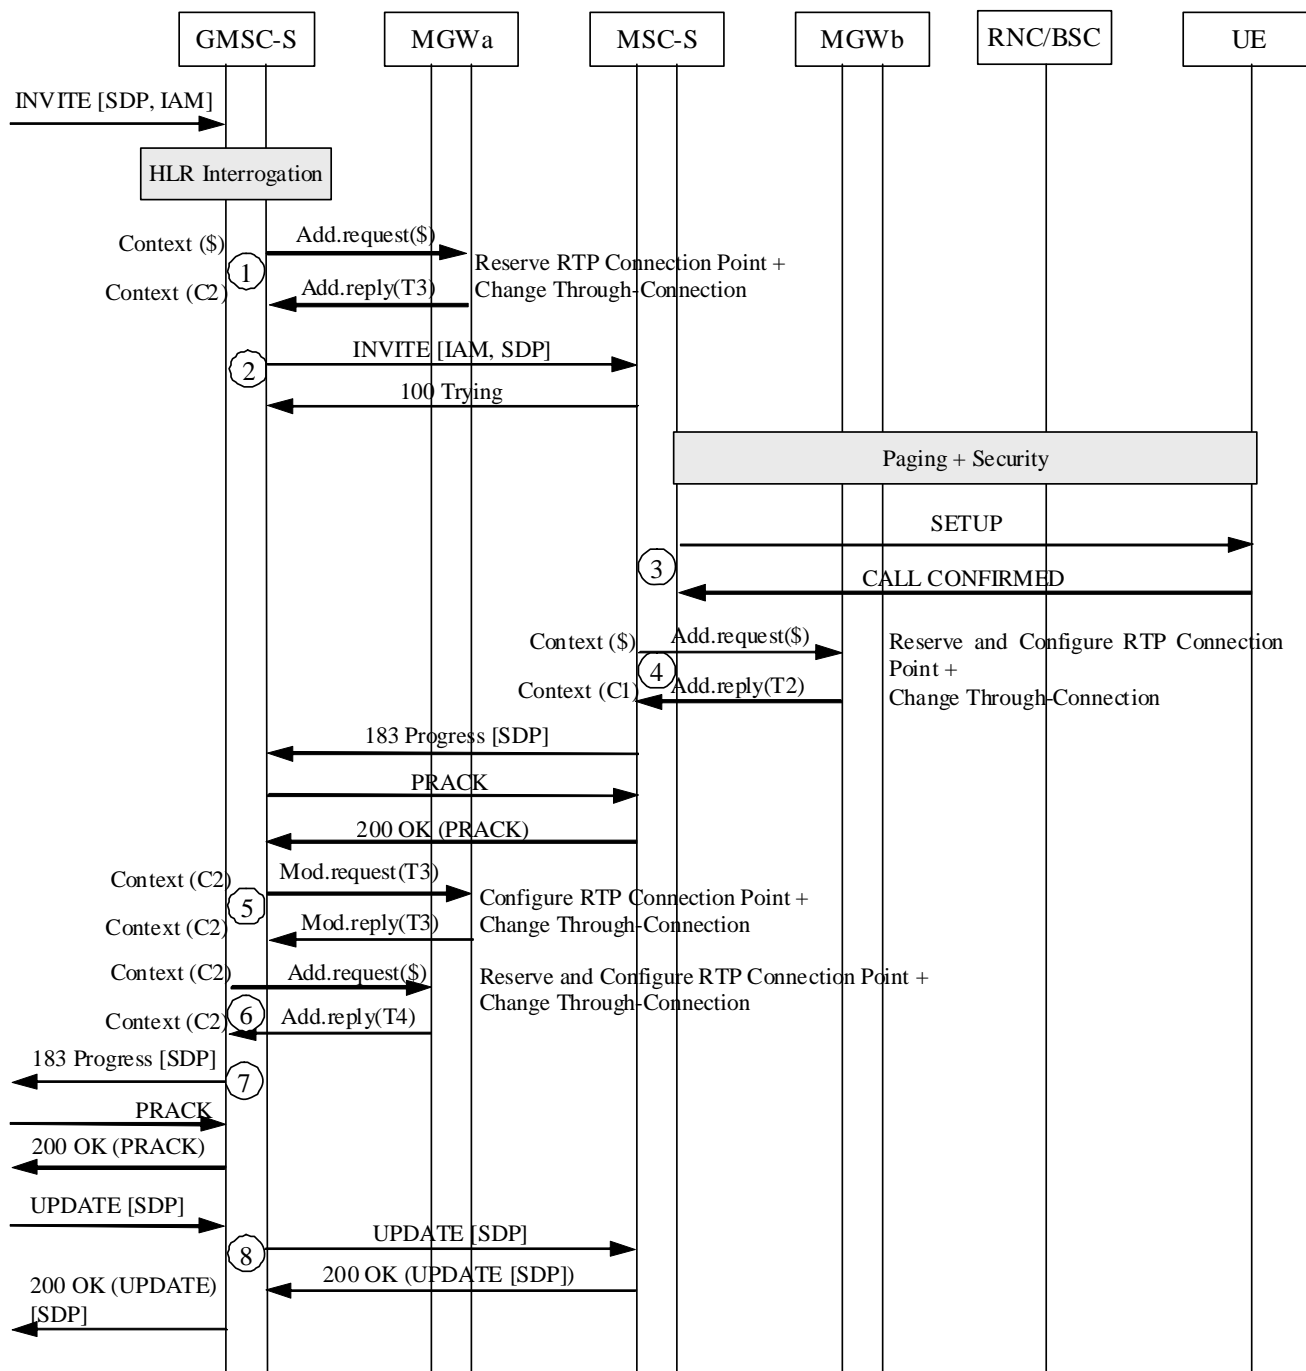 GMSC-S MGWa MSC-S MGWb RNC/BSC UE
INVITE [SDP, IAM]
HLR Interrogation
Context ($) Add.request($)
1 Reserve RTP Connection Point +
Context (C2) Add.reply(T3) Change Through-Connection
2 INVITE [IAM, SDP]
100 Trying
Paging + Security
SETUP
3
CALL CONFIRMED
Context ($) Add.request($) Reserve and Configure RTP Connection
4 Point +
Context (C1) Add.reply(T2) Change Through-Connection
183 Progress [SDP]
PRACK
200 OK (PRACK)
Context (C2) Mod.request(T3)
5 Configure RTP Connection Point +
Context (C2) Mod.reply(T3) Change Through-Connection
Context (C2) Add.request($) Reserve and Configure RTP Connection Point +
Change Through-Connection
Context (C2) 6 Add.reply(T4)
183 Progress [SDP]
7
PRACK
200 OK (PRACK)
UPDATE [SDP]
8 UPDATE [SDP]
200 OK (UPDATE [SDP])
200 OK (UPDATE)
[SDP]